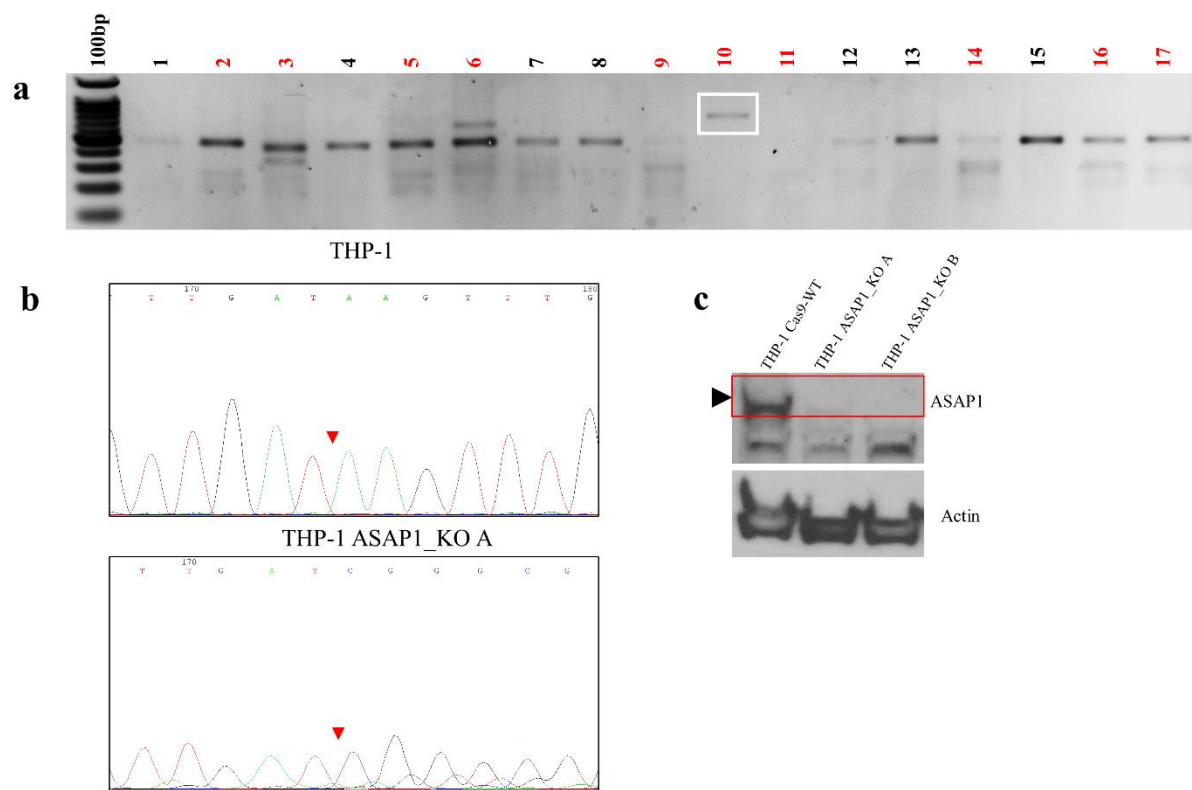 100bp 1 2 3 4 5 6 7 8 9 10 11 12 13 14 15 16 17
a
THP-1
b
170 180
T T G A T A A G T T T G
THP-1 ASAP1_KO A
170
T T G A T C G G G C G
c
THP-1 Cas9-WT
THP-1 ASAP1_KO A
THP-1 ASAP1_KO B
ASAP1
Actin